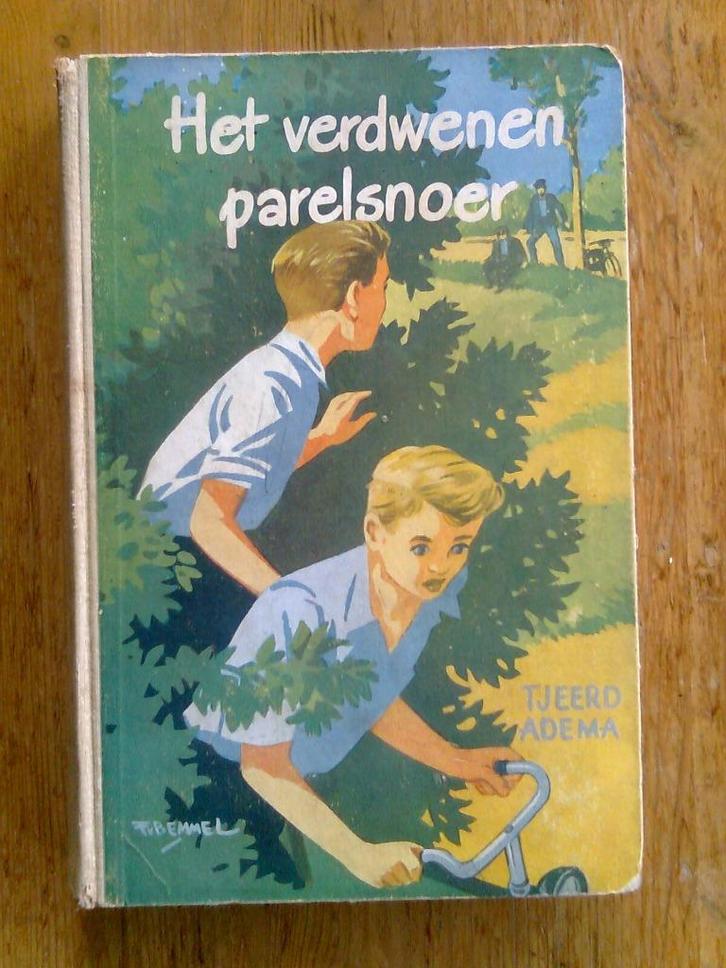 Het verdwenen
parelsnoer
TJEERD
ADEMA
R.v.BEMMEL